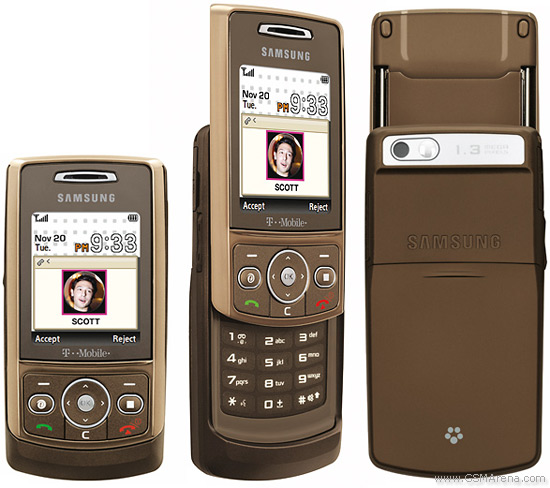 SAMSUNG
Nov 20
Tue.
PM 9:33
SCOTT
Accept Reject
T··Mobile·
OK
C
SAMSUNG
Nov 20
Tue.
PM 9:33
SCOTT
Accept Reject
T··Mobile·
OK
C
1
2 abc
3 def
4 ghi
5 jkl
6 mno
7 pqrs
8 tuv
9 wxyz
* 0 ± #
1.3
SAMSUNG
www.GSMArena.com